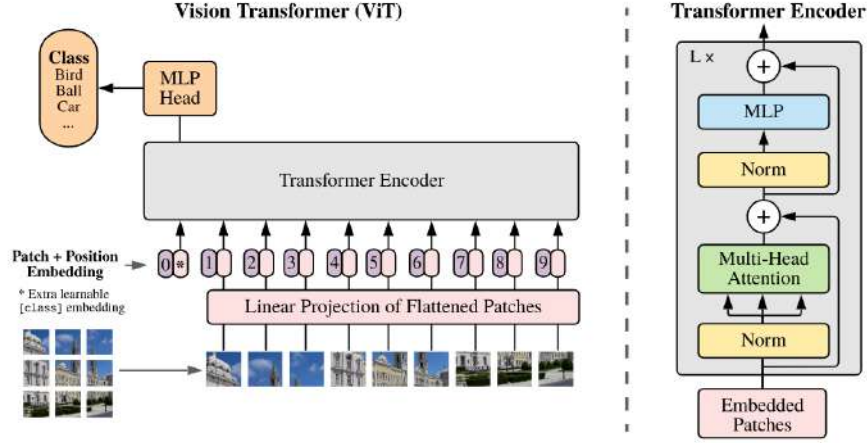 Vision Transformer (ViT)
Class
Bird
Ball
Car
...
MLP
Head
Transformer Encoder
Patch + Position
Embedding
* Extra learnable
[class] embedding
0 * 1 2 3 4 5 6 7 8 9
Linear Projection of Flattened Patches
Transformer Encoder
L ×
+
MLP
Norm
+
Multi-Head
Attention
Norm
Embedded
Patches